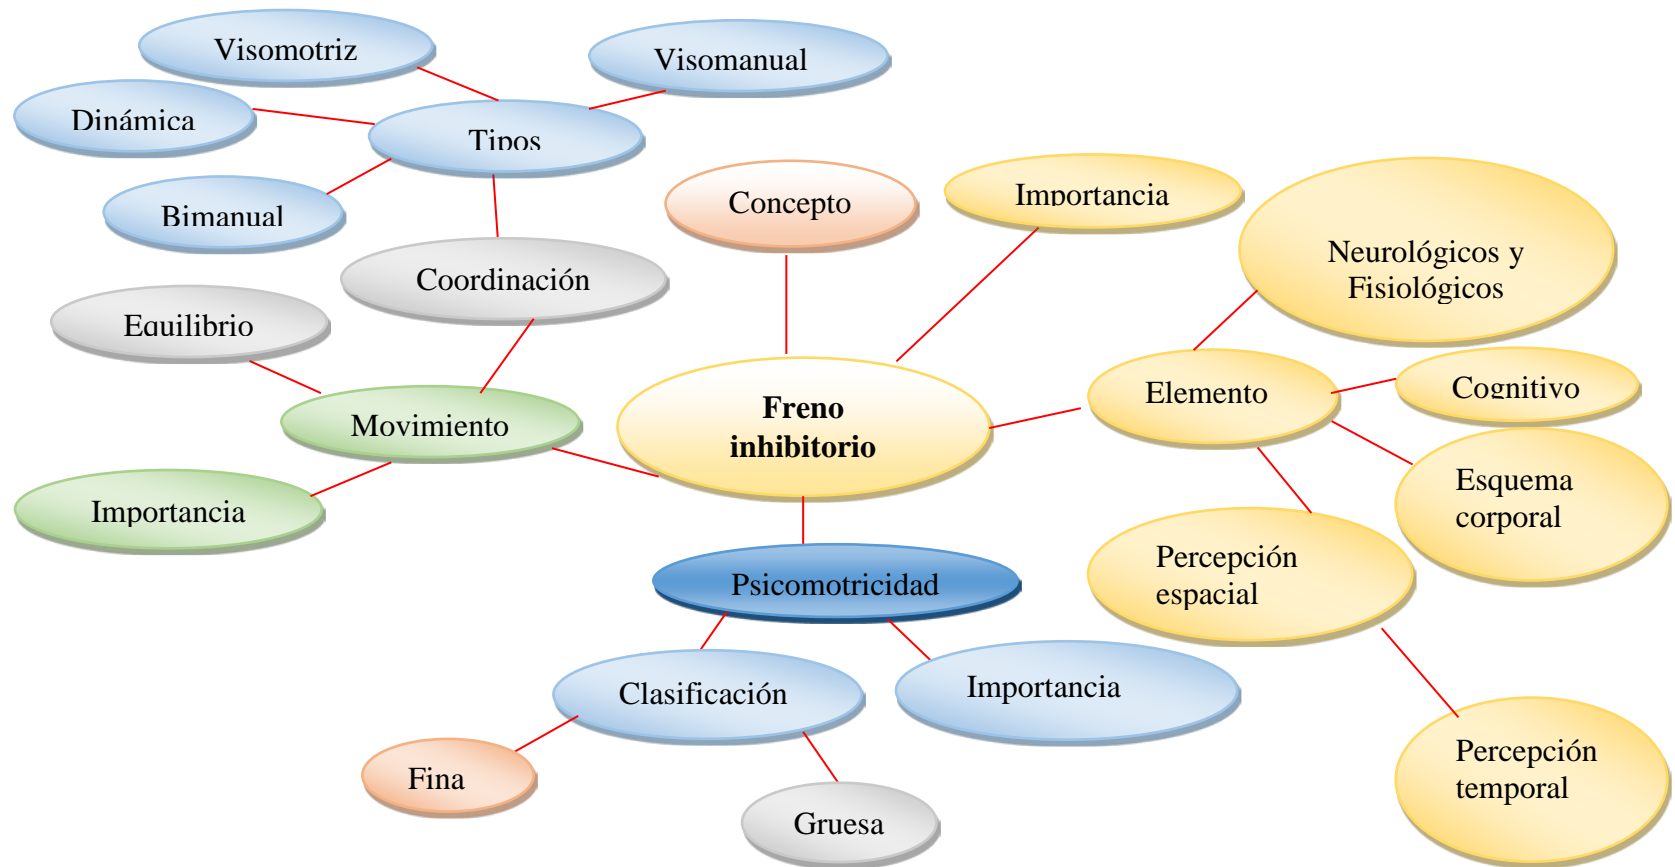 Visomotriz
Visomanual
Dinámica
Tipos
Bimanual
Concepto
Importancia
Neurológicos y
Fisiológicos
Coordinación
Equilibrio
Elemento
Cognitivo
Movimiento
Freno
inhibitorio
Esquema
corporal
Importancia
Percepción
espacial
Psicomotricidad
Clasificación
Importancia
Fina
Percepción
temporal
Gruesa